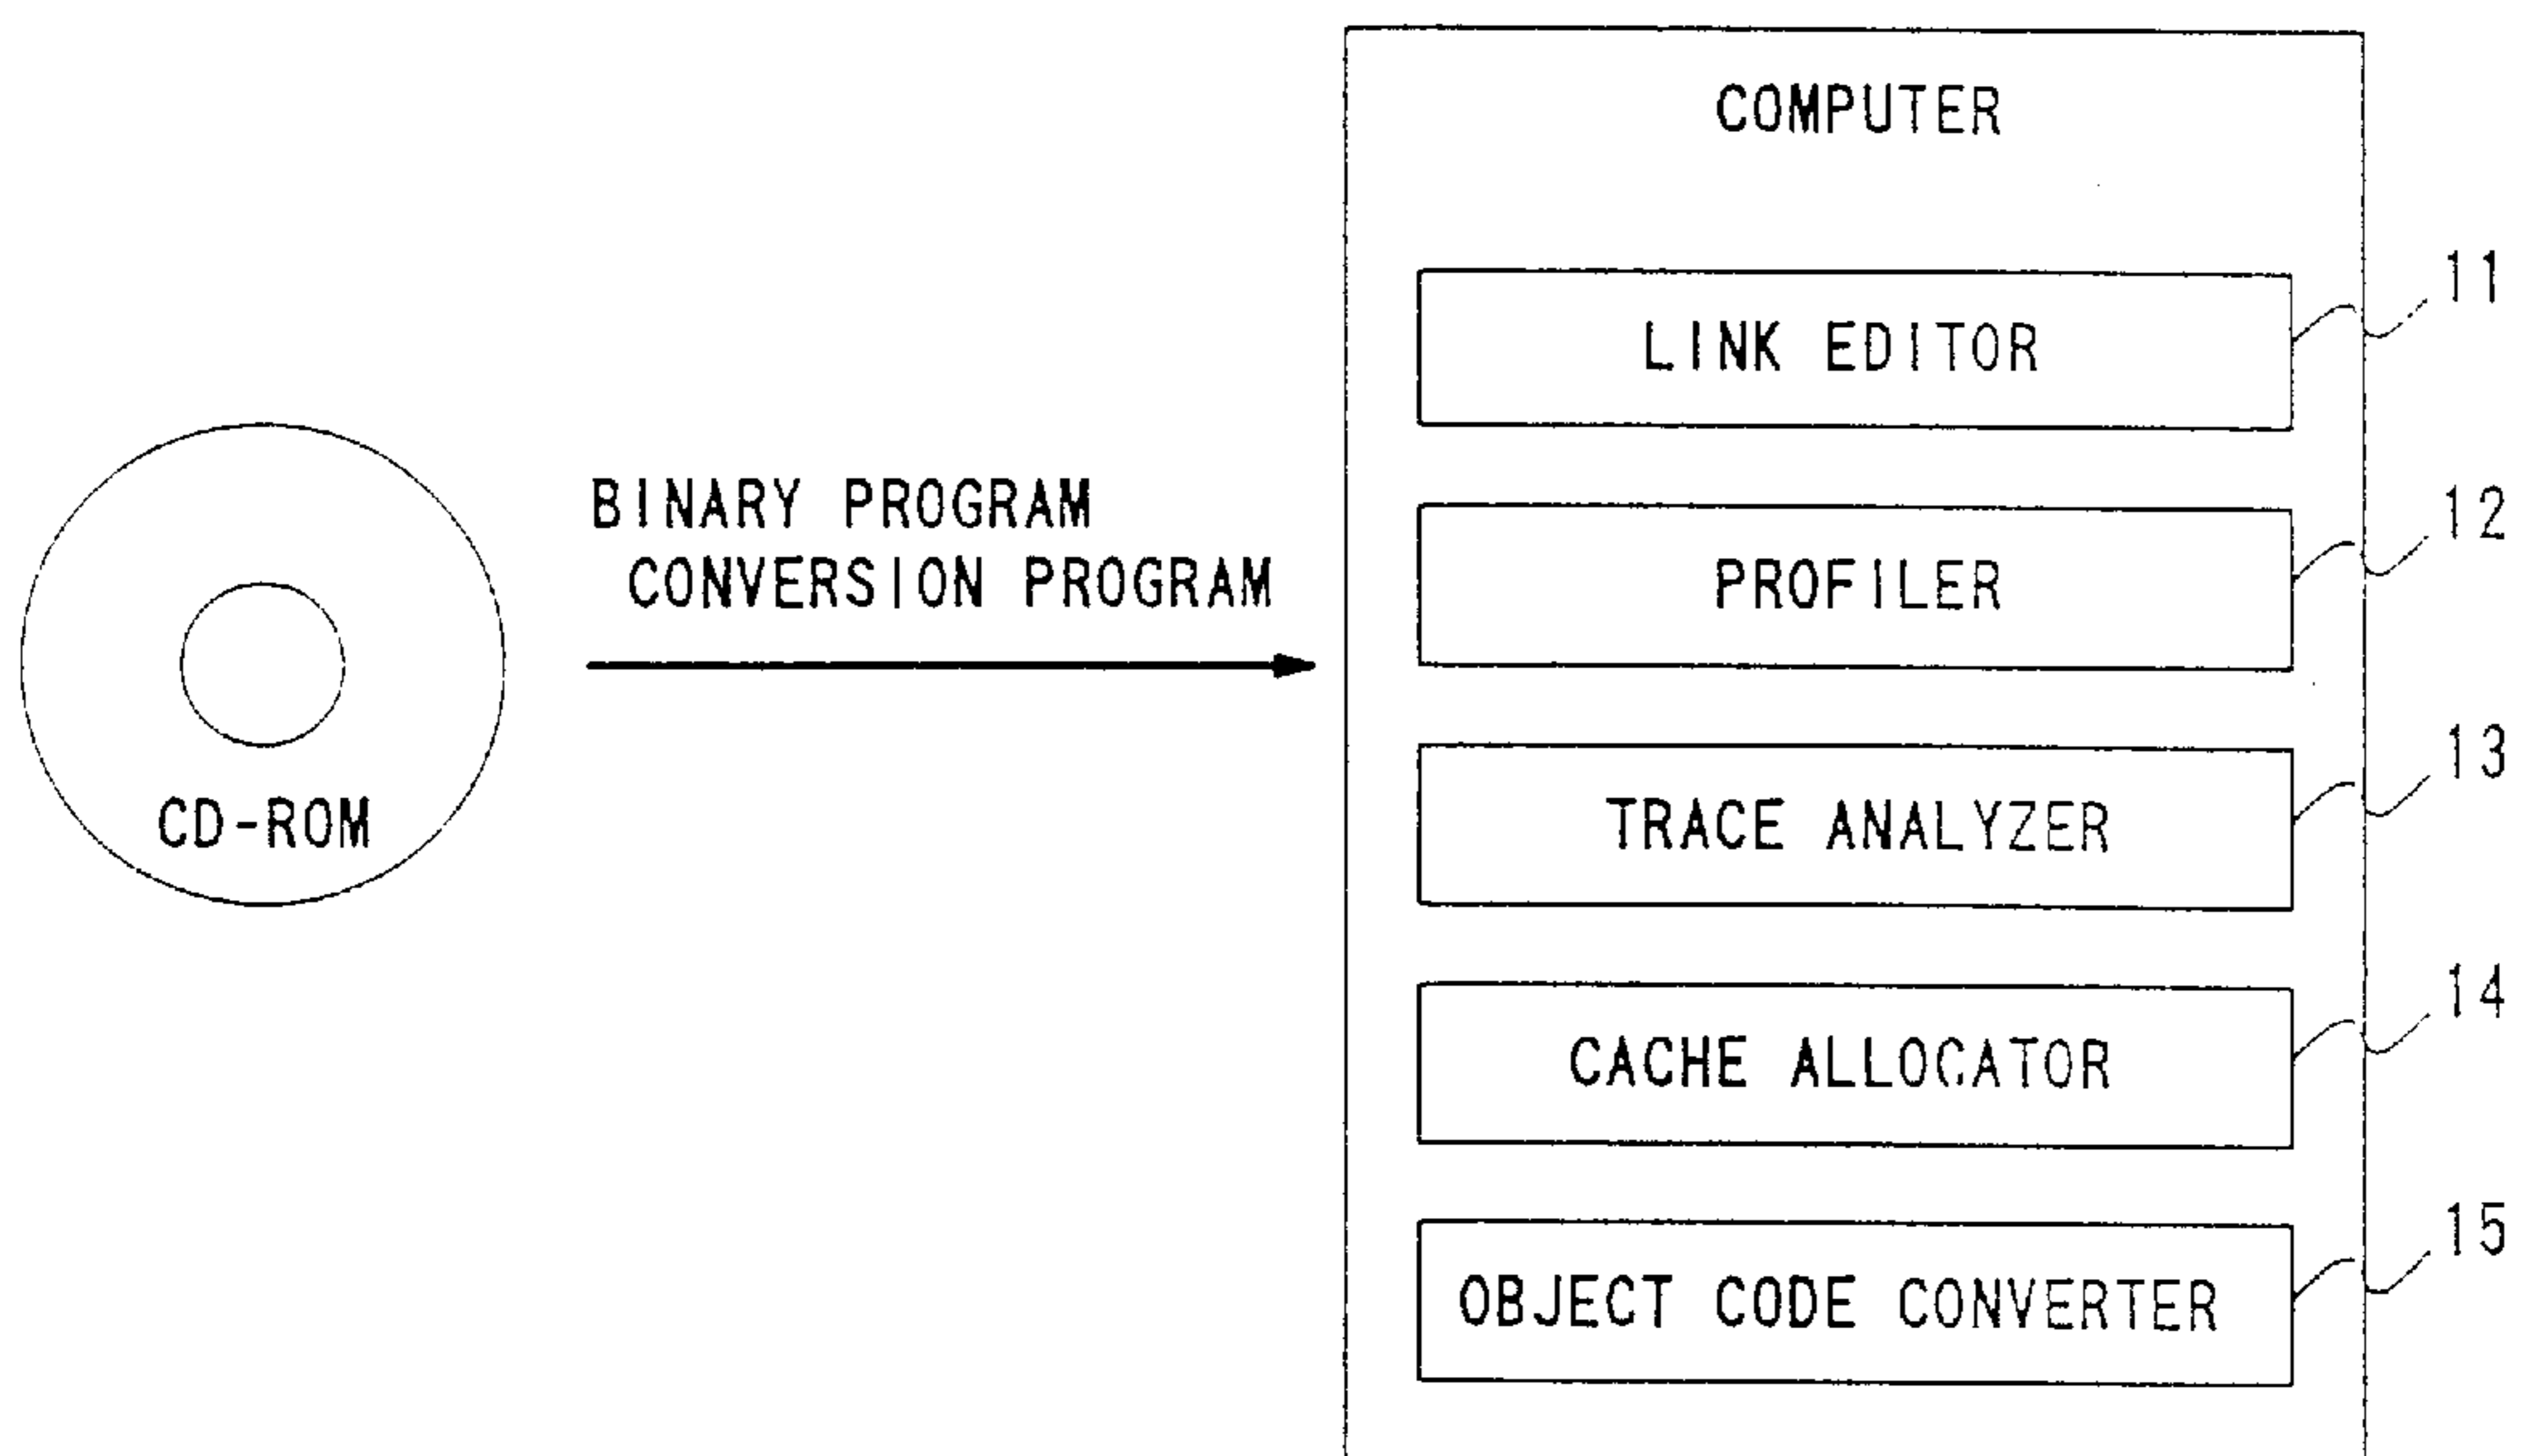 COMPUTER
LINK EDITOR
11
BINARY PROGRAM
CONVERSION PROGRAM
PROFILER
12
CD-ROM
TRACE ANALYZER
13
CACHE ALLOCATOR
14
OBJECT CODE CONVERTER
15